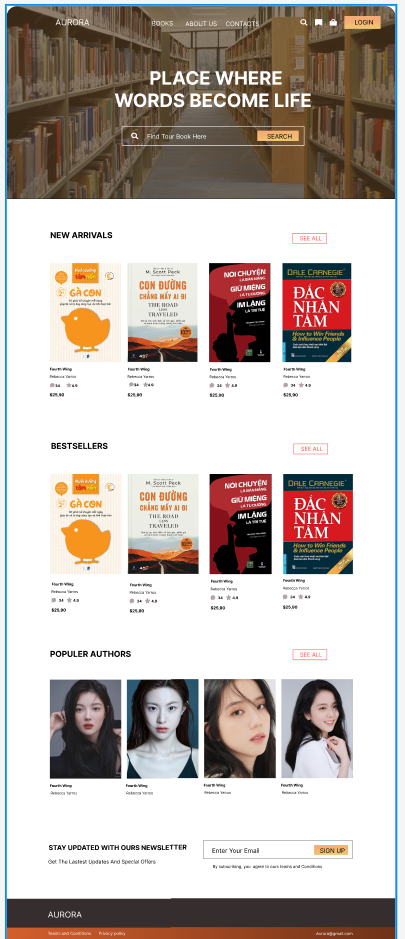 AURORA
BOOKS ABOUT US CONTACTS
LOGIN
PLACE WHERE
WORDS BECOME LIFE
Find Tour Book Here
SEARCH
NEW ARRIVALS
SEE ALL
GÀ CON
M. Scott Peck
CON ĐƯỜNG
CHẲNG MẤY AI ĐI
THE ROAD
LESS
TRAVELED
NÓI CHUYỆN
LÀ BẢN NĂNG
GIỮ MIỆNG
LÀ TU DƯỠNG
IM LẶNG
LÀ TRÍ TUỆ
DALE CARNEGIE
ĐẮC
NHÂN
TÂM
How to Win Friends
& Influence People
Fourth Wing
Rebecca Yarros
34 4.9
$25,90
Fourth Wing
Rebecca Yarros
34 4.9
$25,90
Fourth Wing
Rebecca Yarros
34 4.9
$25,90
Fourth Wing
Rebecca Yarros
34 4.9
$25,90
BESTSELLERS
SEE ALL
GÀ CON
M. Scott Peck
CON ĐƯỜNG
CHẲNG MẤY AI ĐI
THE ROAD
LESS
TRAVELED
NÓI CHUYỆN
LÀ BẢN NĂNG
GIỮ MIỆNG
LÀ TU DƯỠNG
IM LẶNG
LÀ TRÍ TUỆ
DALE CARNEGIE
ĐẮC
NHÂN
TÂM
How to Win Friends
& Influence People
Fourth Wing
Rebecca Yarros
34 4.9
$25,90
Fourth Wing
Rebecca Yarros
34 4.9
$25,90
Fourth Wing
Rebecca Yarros
34 4.9
$25,90
Fourth Wing
Rebecca Yarros
34 4.9
$25,90
POPULER AUTHORS
SEE ALL
Fourth Wing
Rebecca Yarros
Fourth Wing
Rebecca Yarros
Fourth Wing
Rebecca Yarros
Fourth Wing
Rebecca Yarros
STAY UPDATED WITH OURS NEWSLETTER
Get The Lastest Updates And Special Offers
Enter Your Email
SIGN UP
By subscribing, you agree to ours terms and Conditions
AURORA
Terms and Conditions Privacy policy
Aurora@gmail.com